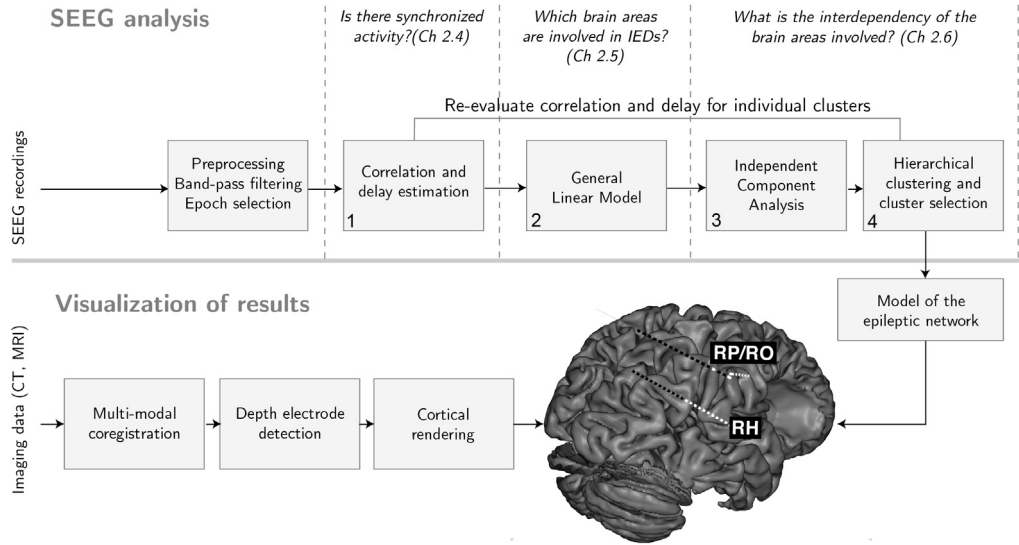 SEEG analysis
Is there synchronized
activity?(Ch 2.4)
Which brain areas
are involved in IEDs?
(Ch 2.5)
What is the interdependency of the
brain areas involved? (Ch 2.6)
Re-evaluate correlation and delay for individual clusters
SEEG recordings
Preprocessing
Band-pass filtering
Epoch selection
Correlation and
delay estimation
1
General
Linear Model
2
Independent
Component
Analysis
3
Hierarchical
clustering and
cluster selection
4
Visualization of results
Model of the
epileptic network
Imaging data (CT, MRI)
Multi-modal
coregistration
Depth electrode
detection
Cortical
rendering
RP/RO
RH